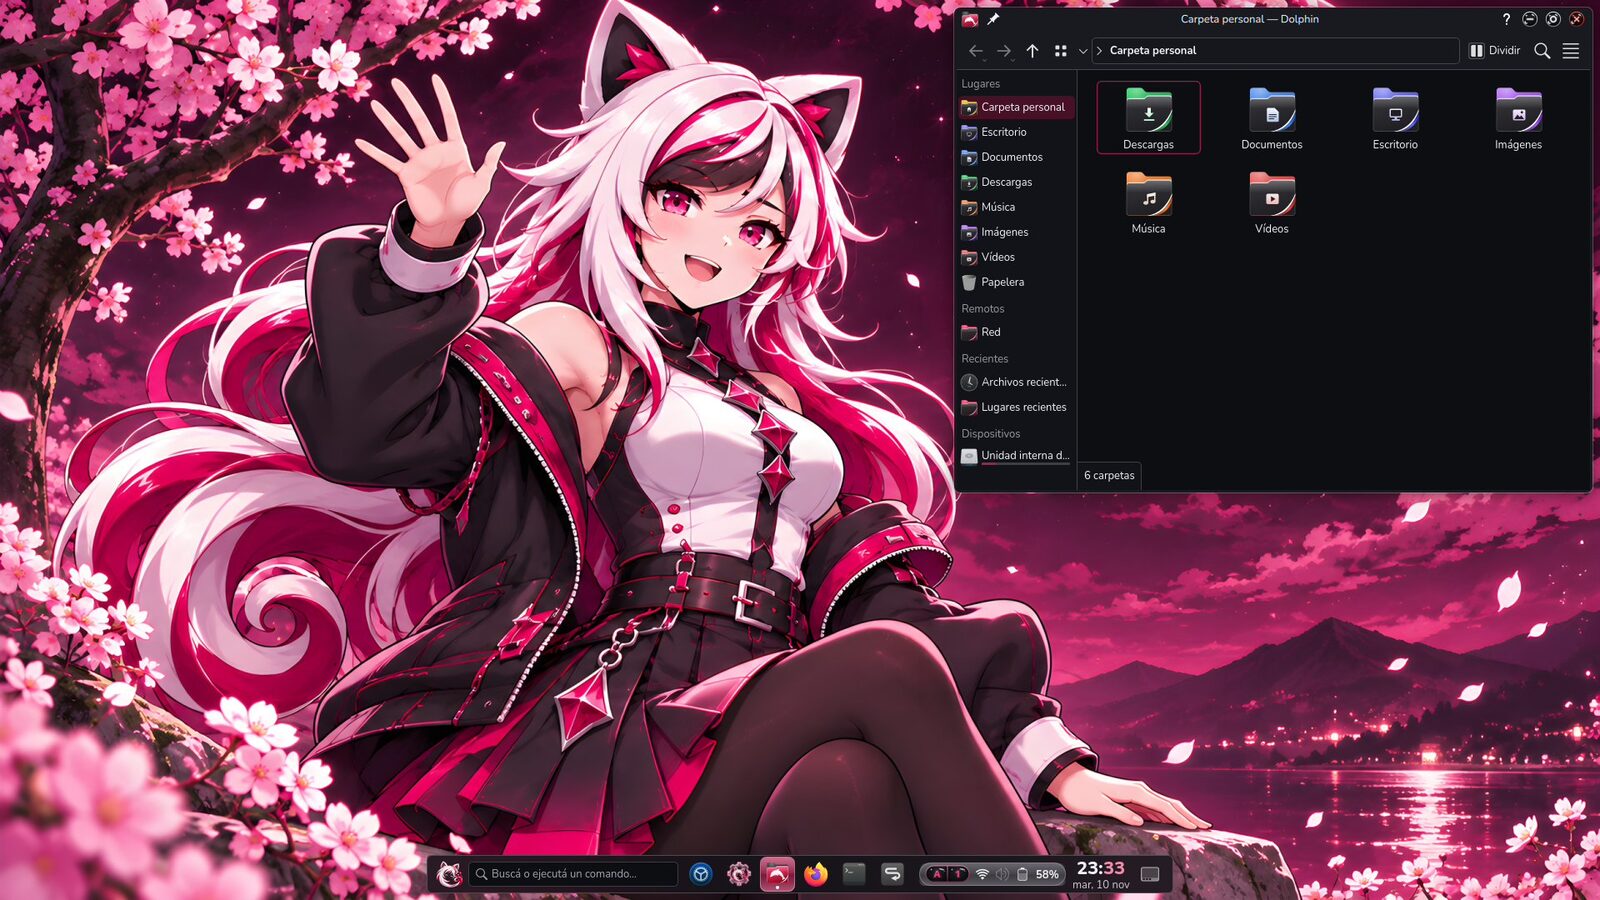 Carpeta personal — Dolphin
?
Carpeta personal
Dividir
Lugares
Carpeta personal
Escritorio
Documentos
Descargas
Música
Imágenes
Vídeos
Papelera
Remotos
Red
Recientes
Archivos recient...
Lugares recientes
Dispositivos
Unidad interna d...
Descargas
Documentos
Escritorio
Imágenes
Música
Vídeos
6 carpetas
Buscá o ejecutá un comando...
A 1
58%
23:33
mar, 10 nov